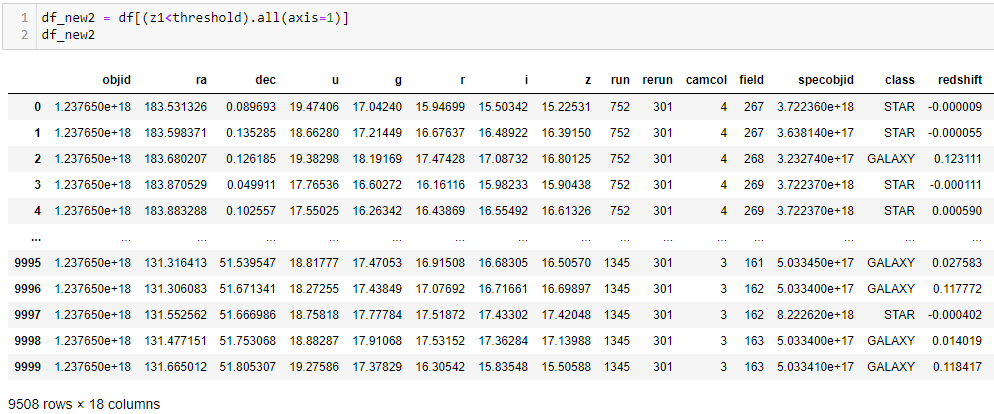 1 df_new2 = df[(z1<threshold).all(axis=1)]
2 df_new2
objid ra dec u g r i z run rerun camcol field specobjid class redshift
0 1.237650e+18 183.531326 0.089693 19.47406 17.04240 15.94699 15.50342 15.22531 752 301 4 267 3.722360e+18 STAR -0.000009
1 1.237650e+18 183.598371 0.135285 18.66280 17.21449 16.67637 16.48922 16.39150 752 301 4 267 3.638140e+17 STAR -0.000055
2 1.237650e+18 183.680207 0.126185 19.38298 18.19169 17.47428 17.08732 16.80125 752 301 4 268 3.232740e+17 GALAXY 0.123111
3 1.237650e+18 183.870529 0.049911 17.76536 16.60272 16.16116 15.98233 15.90438 752 301 4 269 3.722370e+18 STAR -0.000111
4 1.237650e+18 183.883288 0.102557 17.55025 16.26342 16.43869 16.55492 16.61326 752 301 4 269 3.722370e+18 STAR 0.000590
... ... ... ... ... ... ... ... ... ... ... ... ... ... ... ...
9995 1.237650e+18 131.316413 51.539547 18.81777 17.47053 16.91508 16.68305 16.50570 1345 301 3 161 5.033450e+17 GALAXY 0.027583
9996 1.237650e+18 131.306083 51.671341 18.27255 17.43849 17.07692 16.71661 16.69897 1345 301 3 162 5.033400e+17 GALAXY 0.117772
9997 1.237650e+18 131.552562 51.666986 18.75818 17.77784 17.51872 17.43302 17.42048 1345 301 3 162 8.222620e+18 STAR -0.000402
9998 1.237650e+18 131.477151 51.753068 18.88287 17.91068 17.53152 17.36284 17.13988 1345 301 3 163 5.033400e+17 GALAXY 0.014019
9999 1.237650e+18 131.665012 51.805307 19.27586 17.37829 16.30542 15.83548 15.50588 1345 301 3 163 5.033410e+17 GALAXY 0.118417
9508 rows × 18 columns